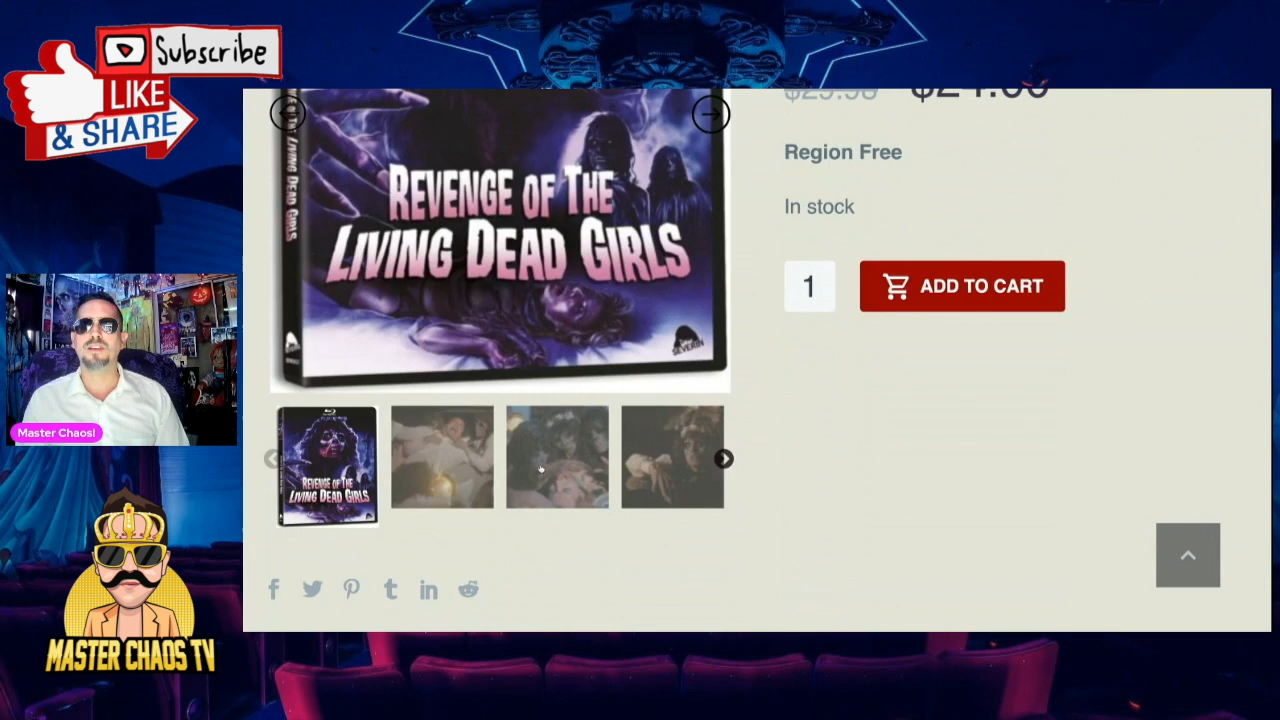 Subscribe
LIKE
& SHARE
Region Free
In stock
1
ADD TO CART
REVENGE OF THE
LIVING DEAD GIRLS
SEVERIN
REVENGE OF THE
LIVING DEAD GIRLS
Master Chaos!
MASTER CHAOS TV